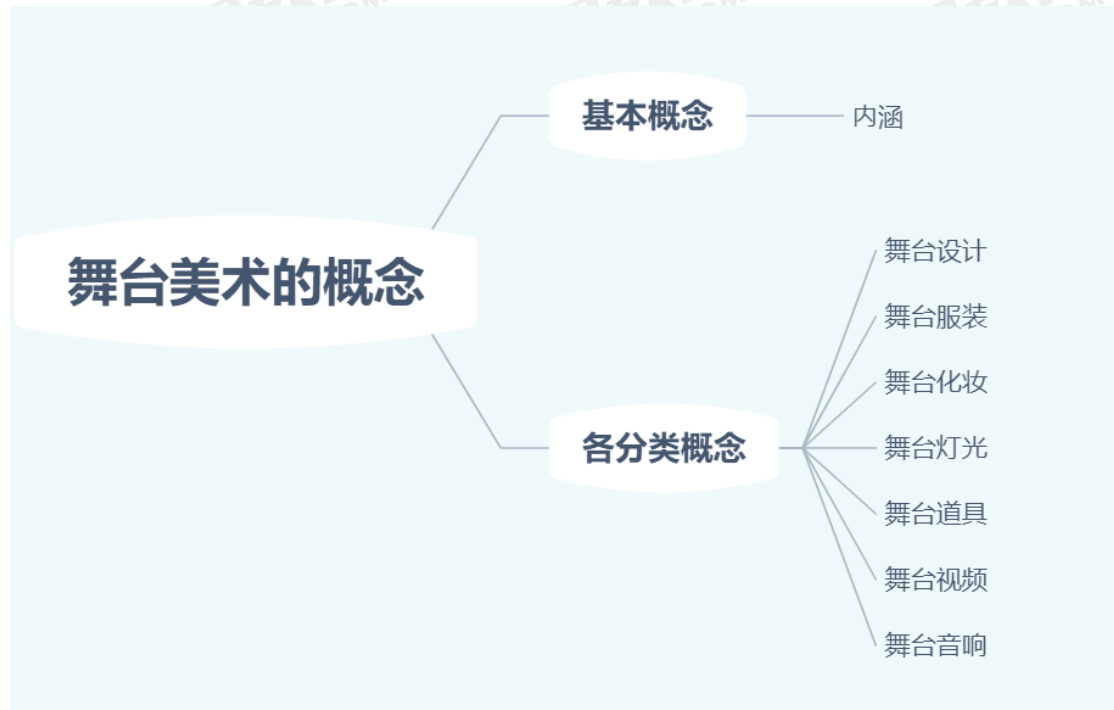 舞台美术的概念
基本概念
内涵
各分类概念
舞台设计
舞台服装
舞台化妆
舞台灯光
舞台道具
舞台视频
舞台音响